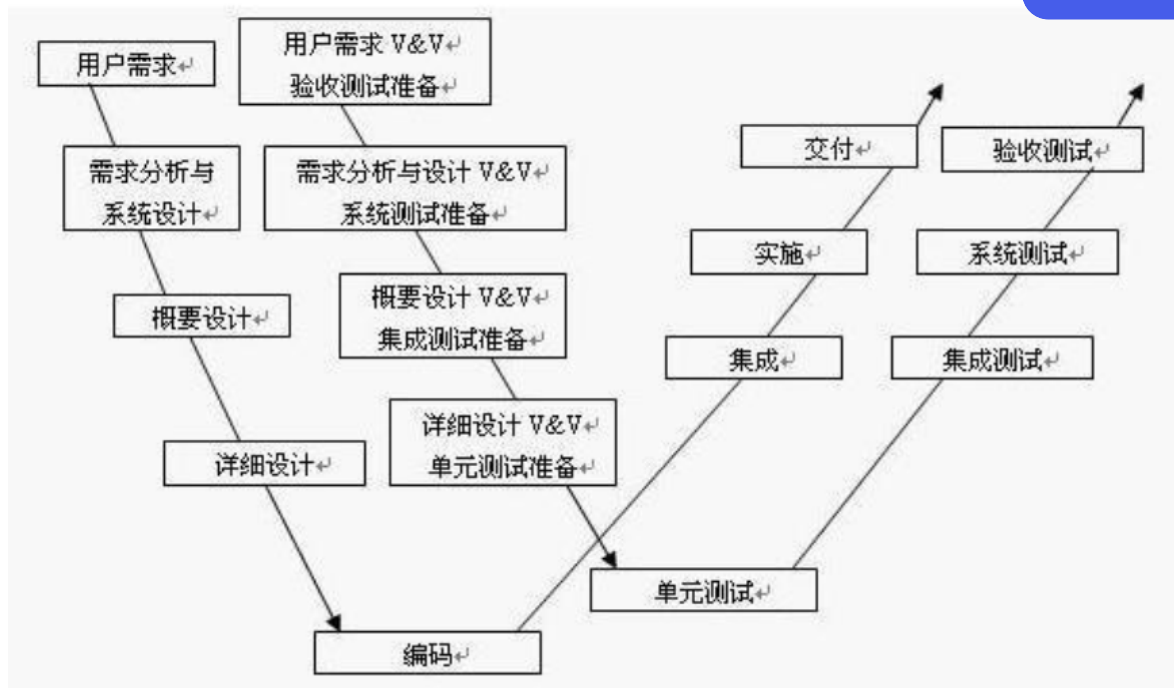 用户需求
用户需求 V&V
验收测试准备
交付
验收测试
需求分析与
系统设计
需求分析与设计 V&V
系统测试准备
实施
系统测试
概要设计
概要设计 V&V
集成测试准备
集成
集成测试
详细设计
详细设计 V&V
单元测试准备
单元测试
编码